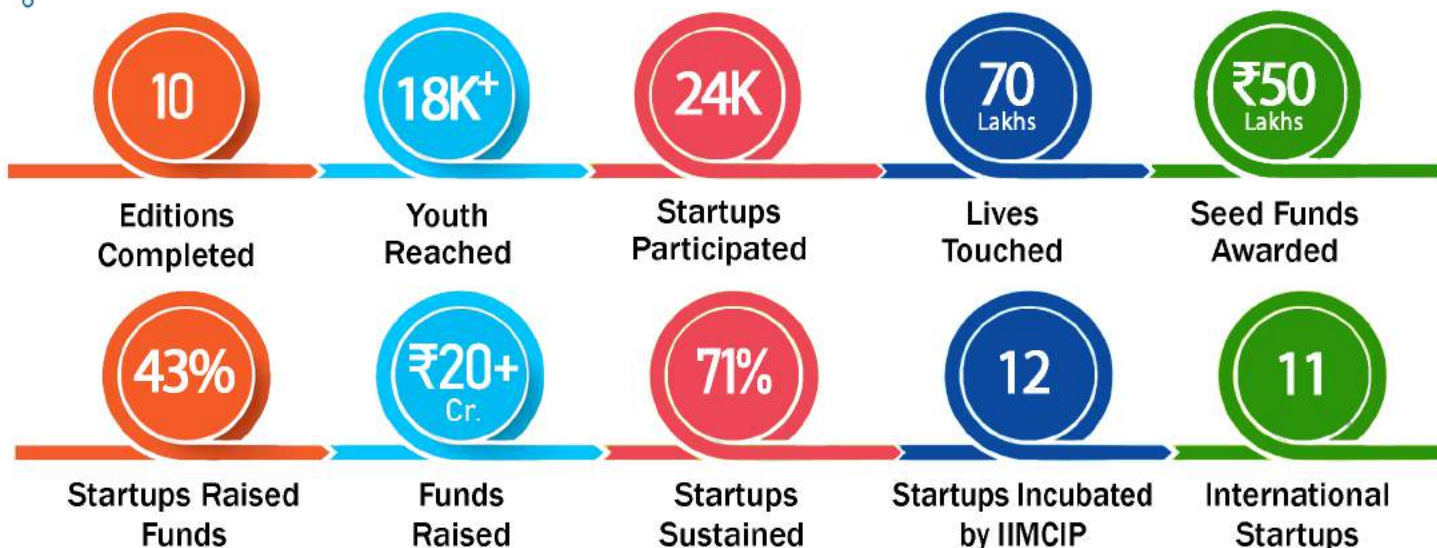 10
18K+
24K
70
Lakhs
₹50
Lakhs
Editions
Completed
Youth
Reached
Startups
Participated
Lives
Touched
Seed Funds
Awarded
43%
₹20+
Cr.
71%
12
11
Startups Raised
Funds
Funds
Raised
Startups
Sustained
Startups Incubated
by IIMCIP
International
Startups